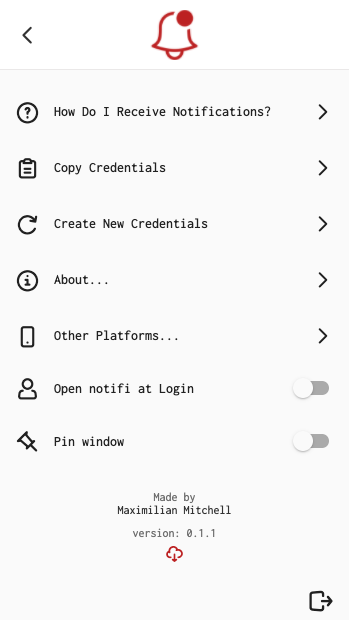 How Do I Receive Notifications?
Copy Credentials
Create New Credentials
About...
Other Platforms...
Open notifi at Login
Pin window
Made by
Maximilian Mitchell
version: 0.1.1